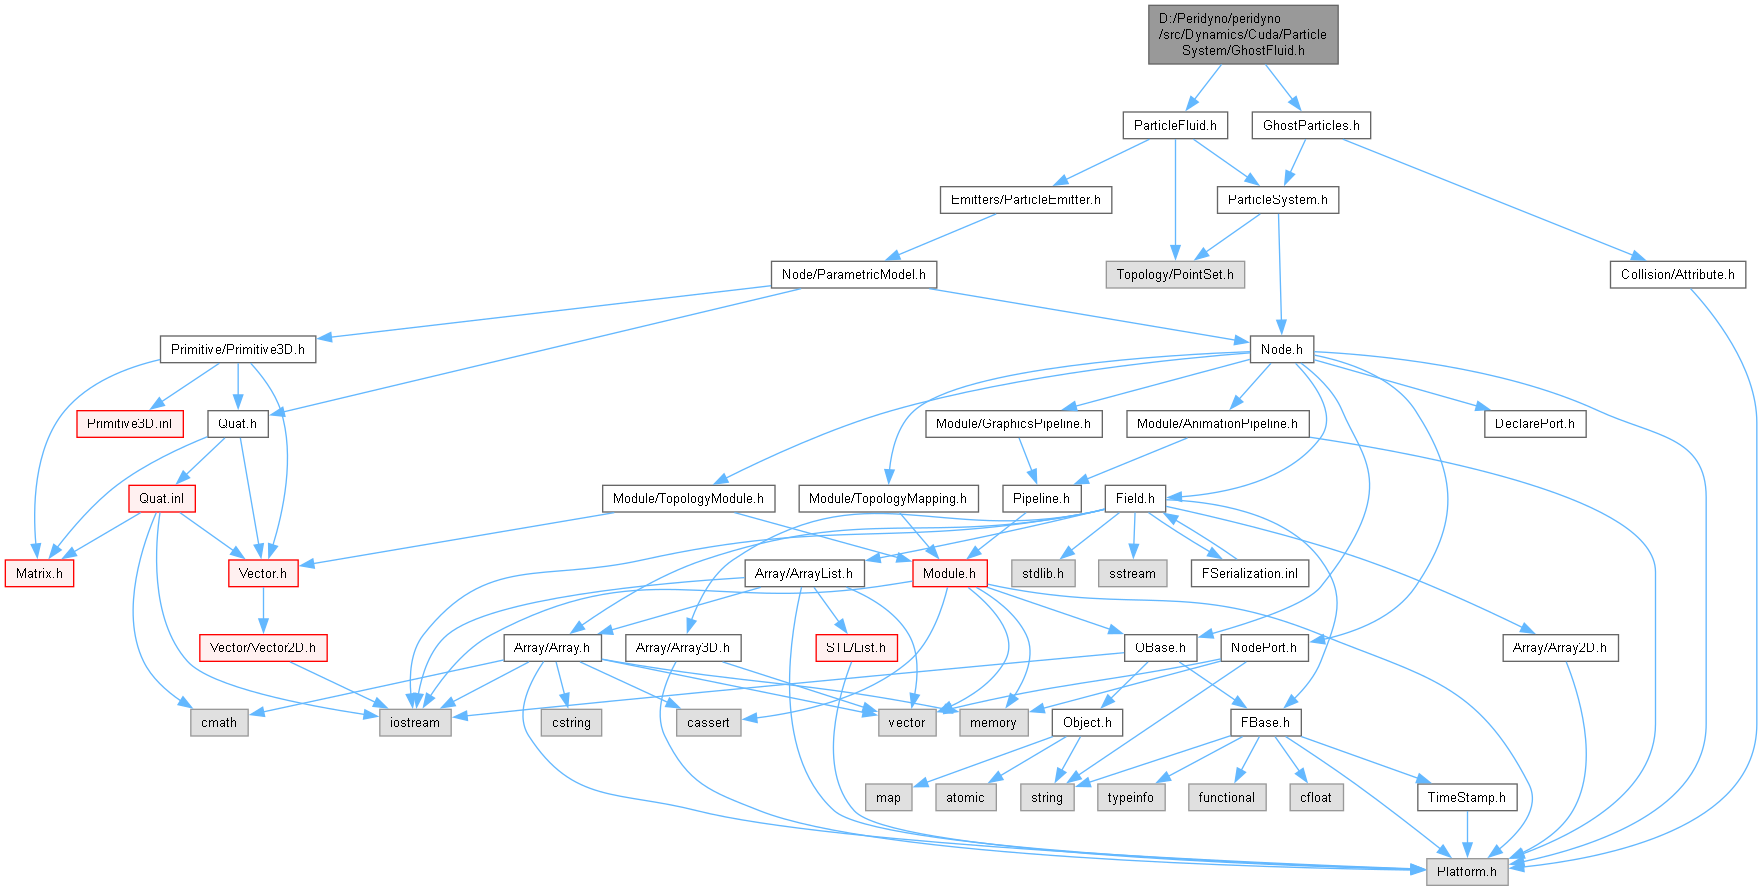 D:/Peridyno/peridyno
/src/Dynamics/Cuda/Particle
System/GhostFluid.h
ParticleFluid.h
GhostParticles.h
Emitters/ParticleEmitter.h
ParticleSystem.h
Node/ParametricModel.h
Topology/PointSet.h
Collision/Attribute.h
Primitive/Primitive3D.h
Node.h
Primitive3D.inl
Quat.h
Module/GraphicsPipeline.h
Module/AnimationPipeline.h
DeclarePort.h
Quat.inl
Module/TopologyModule.h
Module/TopologyMapping.h
Pipeline.h
Field.h
Matrix.h
Vector.h
Array/ArrayList.h
Module.h
stdlib.h
sstream
FSerialization.inl
Vector/Vector2D.h
Array/Array.h
Array/Array3D.h
STL/List.h
OBase.h
NodePort.h
Array/Array2D.h
cmath
iostream
cstring
cassert
vector
memory
Object.h
FBase.h
map
atomic
string
typeinfo
functional
cfloat
TimeStamp.h
Platform.h